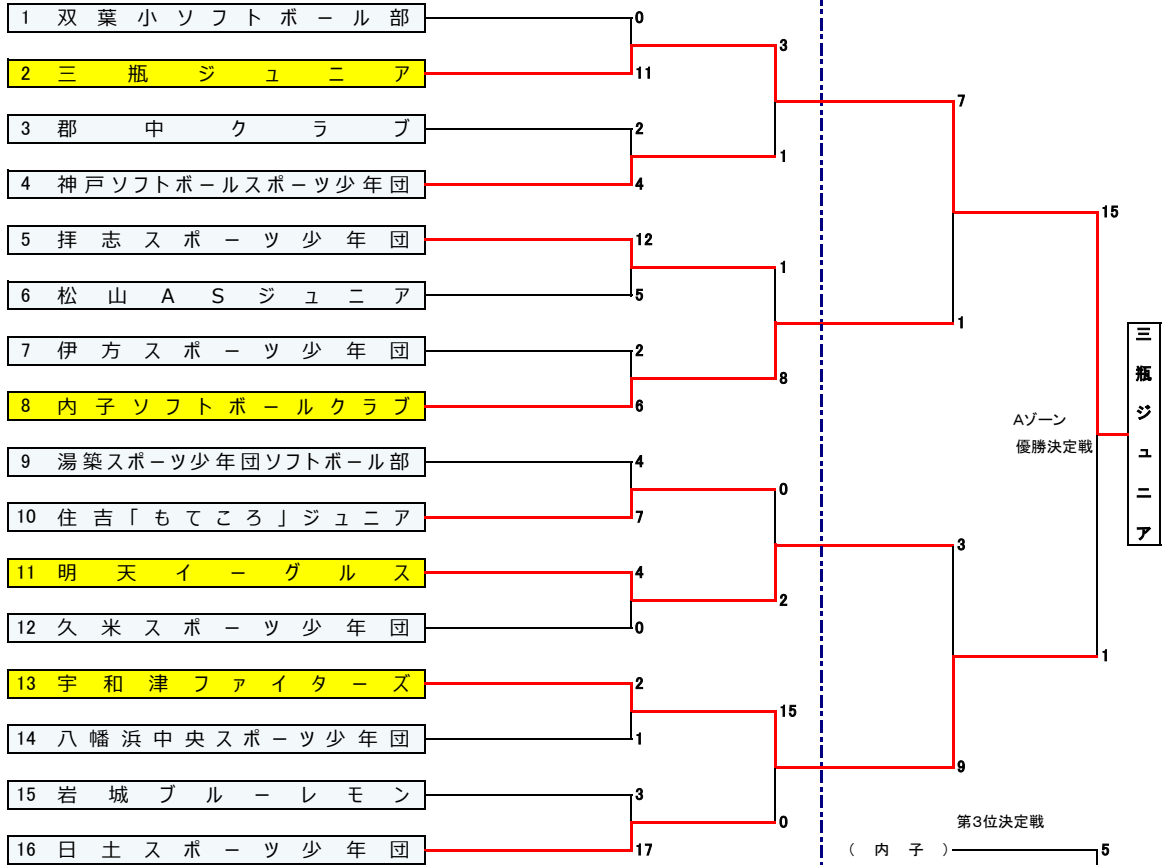 1 双葉小ソフトボール部 0
3
2 三瓶ジュニア 11
7
3 郡中クラブ 2
1
4 神戸ソフトボールスポーツ少年団 4
15
5 拝志スポーツ少年団 12
1
6 松山ASジュニア 5
1
7 伊方スポーツ少年団 2
8
8 内子ソフトボールクラブ 6
Aゾーン
優勝決定戦
三瓶ジュニア
9 湯築スポーツ少年団ソフトボール部 4
0
10 住吉「もてころ」ジュニア 7
3
11 明天イーグルス 4
2
12 久米スポーツ少年団 0
1
13 宇和津ファイターズ 2
15
14 八幡浜中央スポーツ少年団 1
9
15 岩城ブルーレモン 3
0
第3位決定戦
16 日土スポーツ少年団 17
(内子) 5